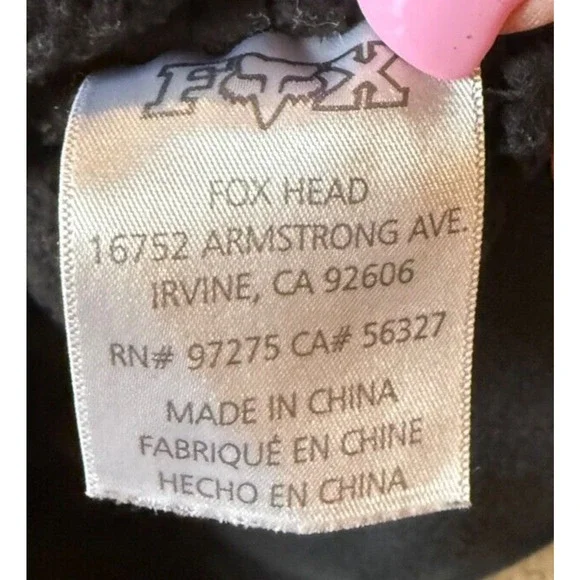 FOX
FOX HEAD
16752 ARMSTRONG AVE.
IRVINE, CA 92606
RN# 97275 CA# 56327
MADE IN CHINA
FABRIQUÉ EN CHINE
HECHO EN CHINA